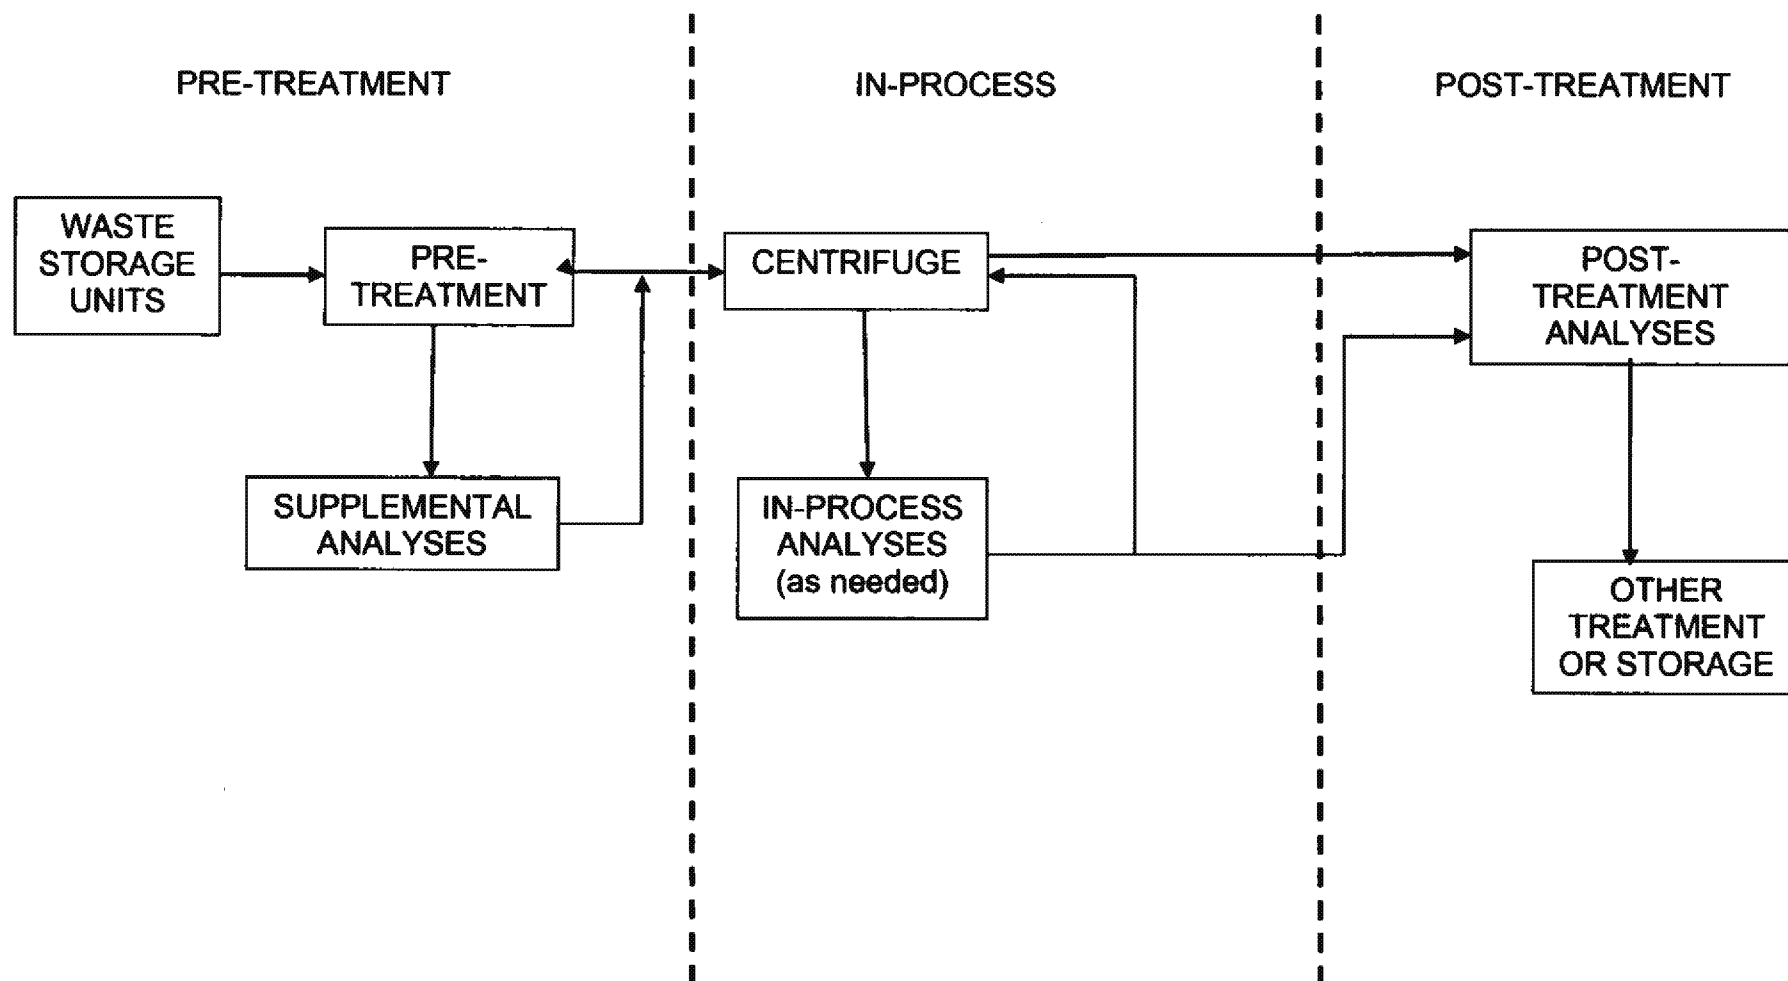 PRE-TREATMENT
IN-PROCESS
POST-TREATMENT
WASTE
STORAGE
UNITS
PRE-
TREATMENT
CENTRIFUGE
POST-
TREATMENT
ANALYSES
SUPPLEMENTAL
ANALYSES
IN-PROCESS
ANALYSES
(as needed)
OTHER
TREATMENT
OR STORAGE